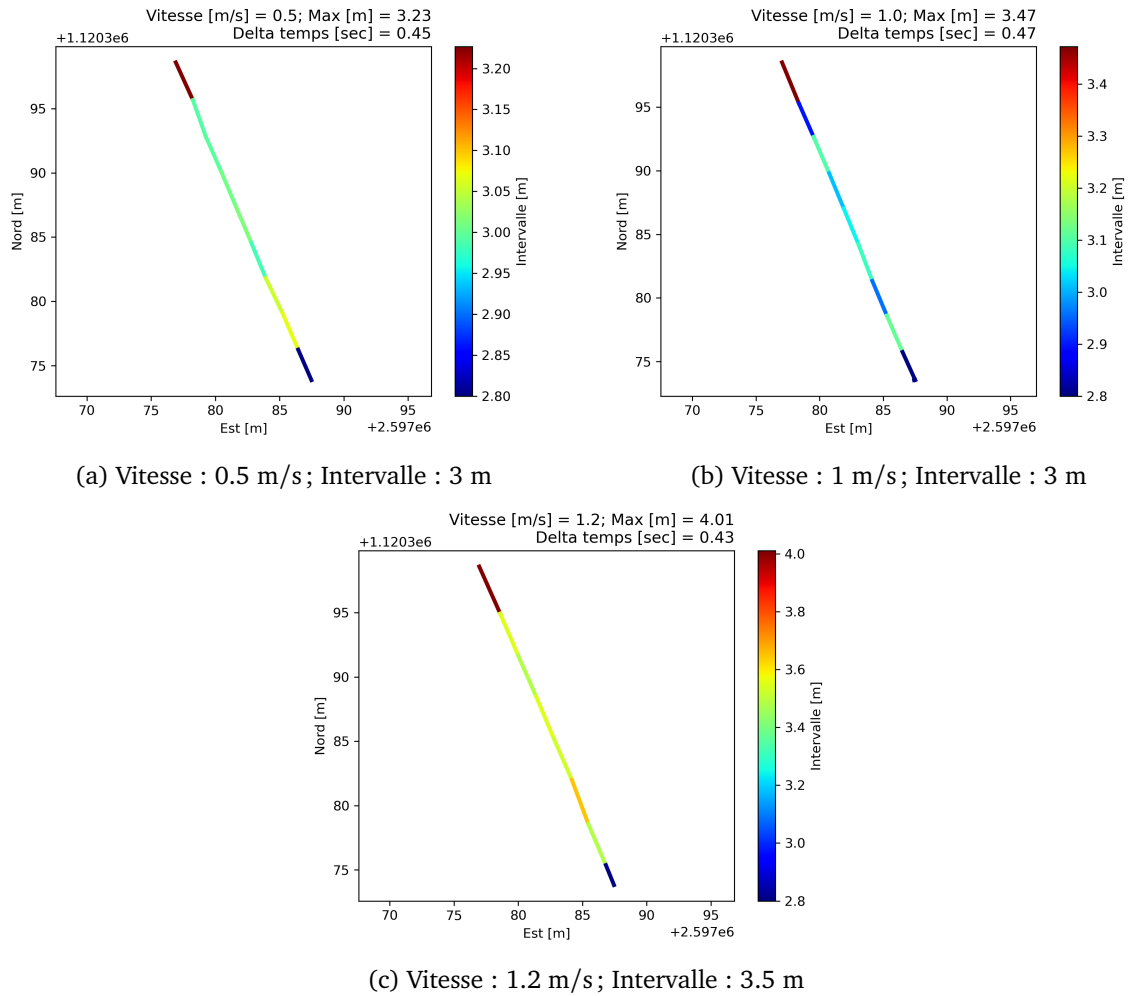 Vitesse [m/s] = 0.5; Max [m] = 3.23
Delta temps [sec] = 0.45
+1.1203e6
95
90
85
80
75
Nord [m]
70 75 80 85 90 95
Est [m]
+2.597e6
3.20
3.15
3.10
3.05
3.00
2.95
2.90
2.85
2.80
Intervalle [m]
(a) Vitesse : 0.5 m/s ; Intervalle : 3 m
Vitesse [m/s] = 1.0; Max [m] = 3.47
Delta temps [sec] = 0.47
+1.1203e6
95
90
85
80
75
Nord [m]
70 75 80 85 90 95
Est [m]
+2.597e6
3.4
3.3
3.2
3.1
3.0
2.9
2.8
Intervalle [m]
(b) Vitesse : 1 m/s ; Intervalle : 3 m
Vitesse [m/s] = 1.2; Max [m] = 4.01
Delta temps [sec] = 0.43
+1.1203e6
95
90
85
80
75
Nord [m]
70 75 80 85 90 95
Est [m]
+2.597e6
4.0
3.8
3.6
3.4
3.2
3.0
2.8
Intervalle [m]
(c) Vitesse : 1.2 m/s ; Intervalle : 3.5 m